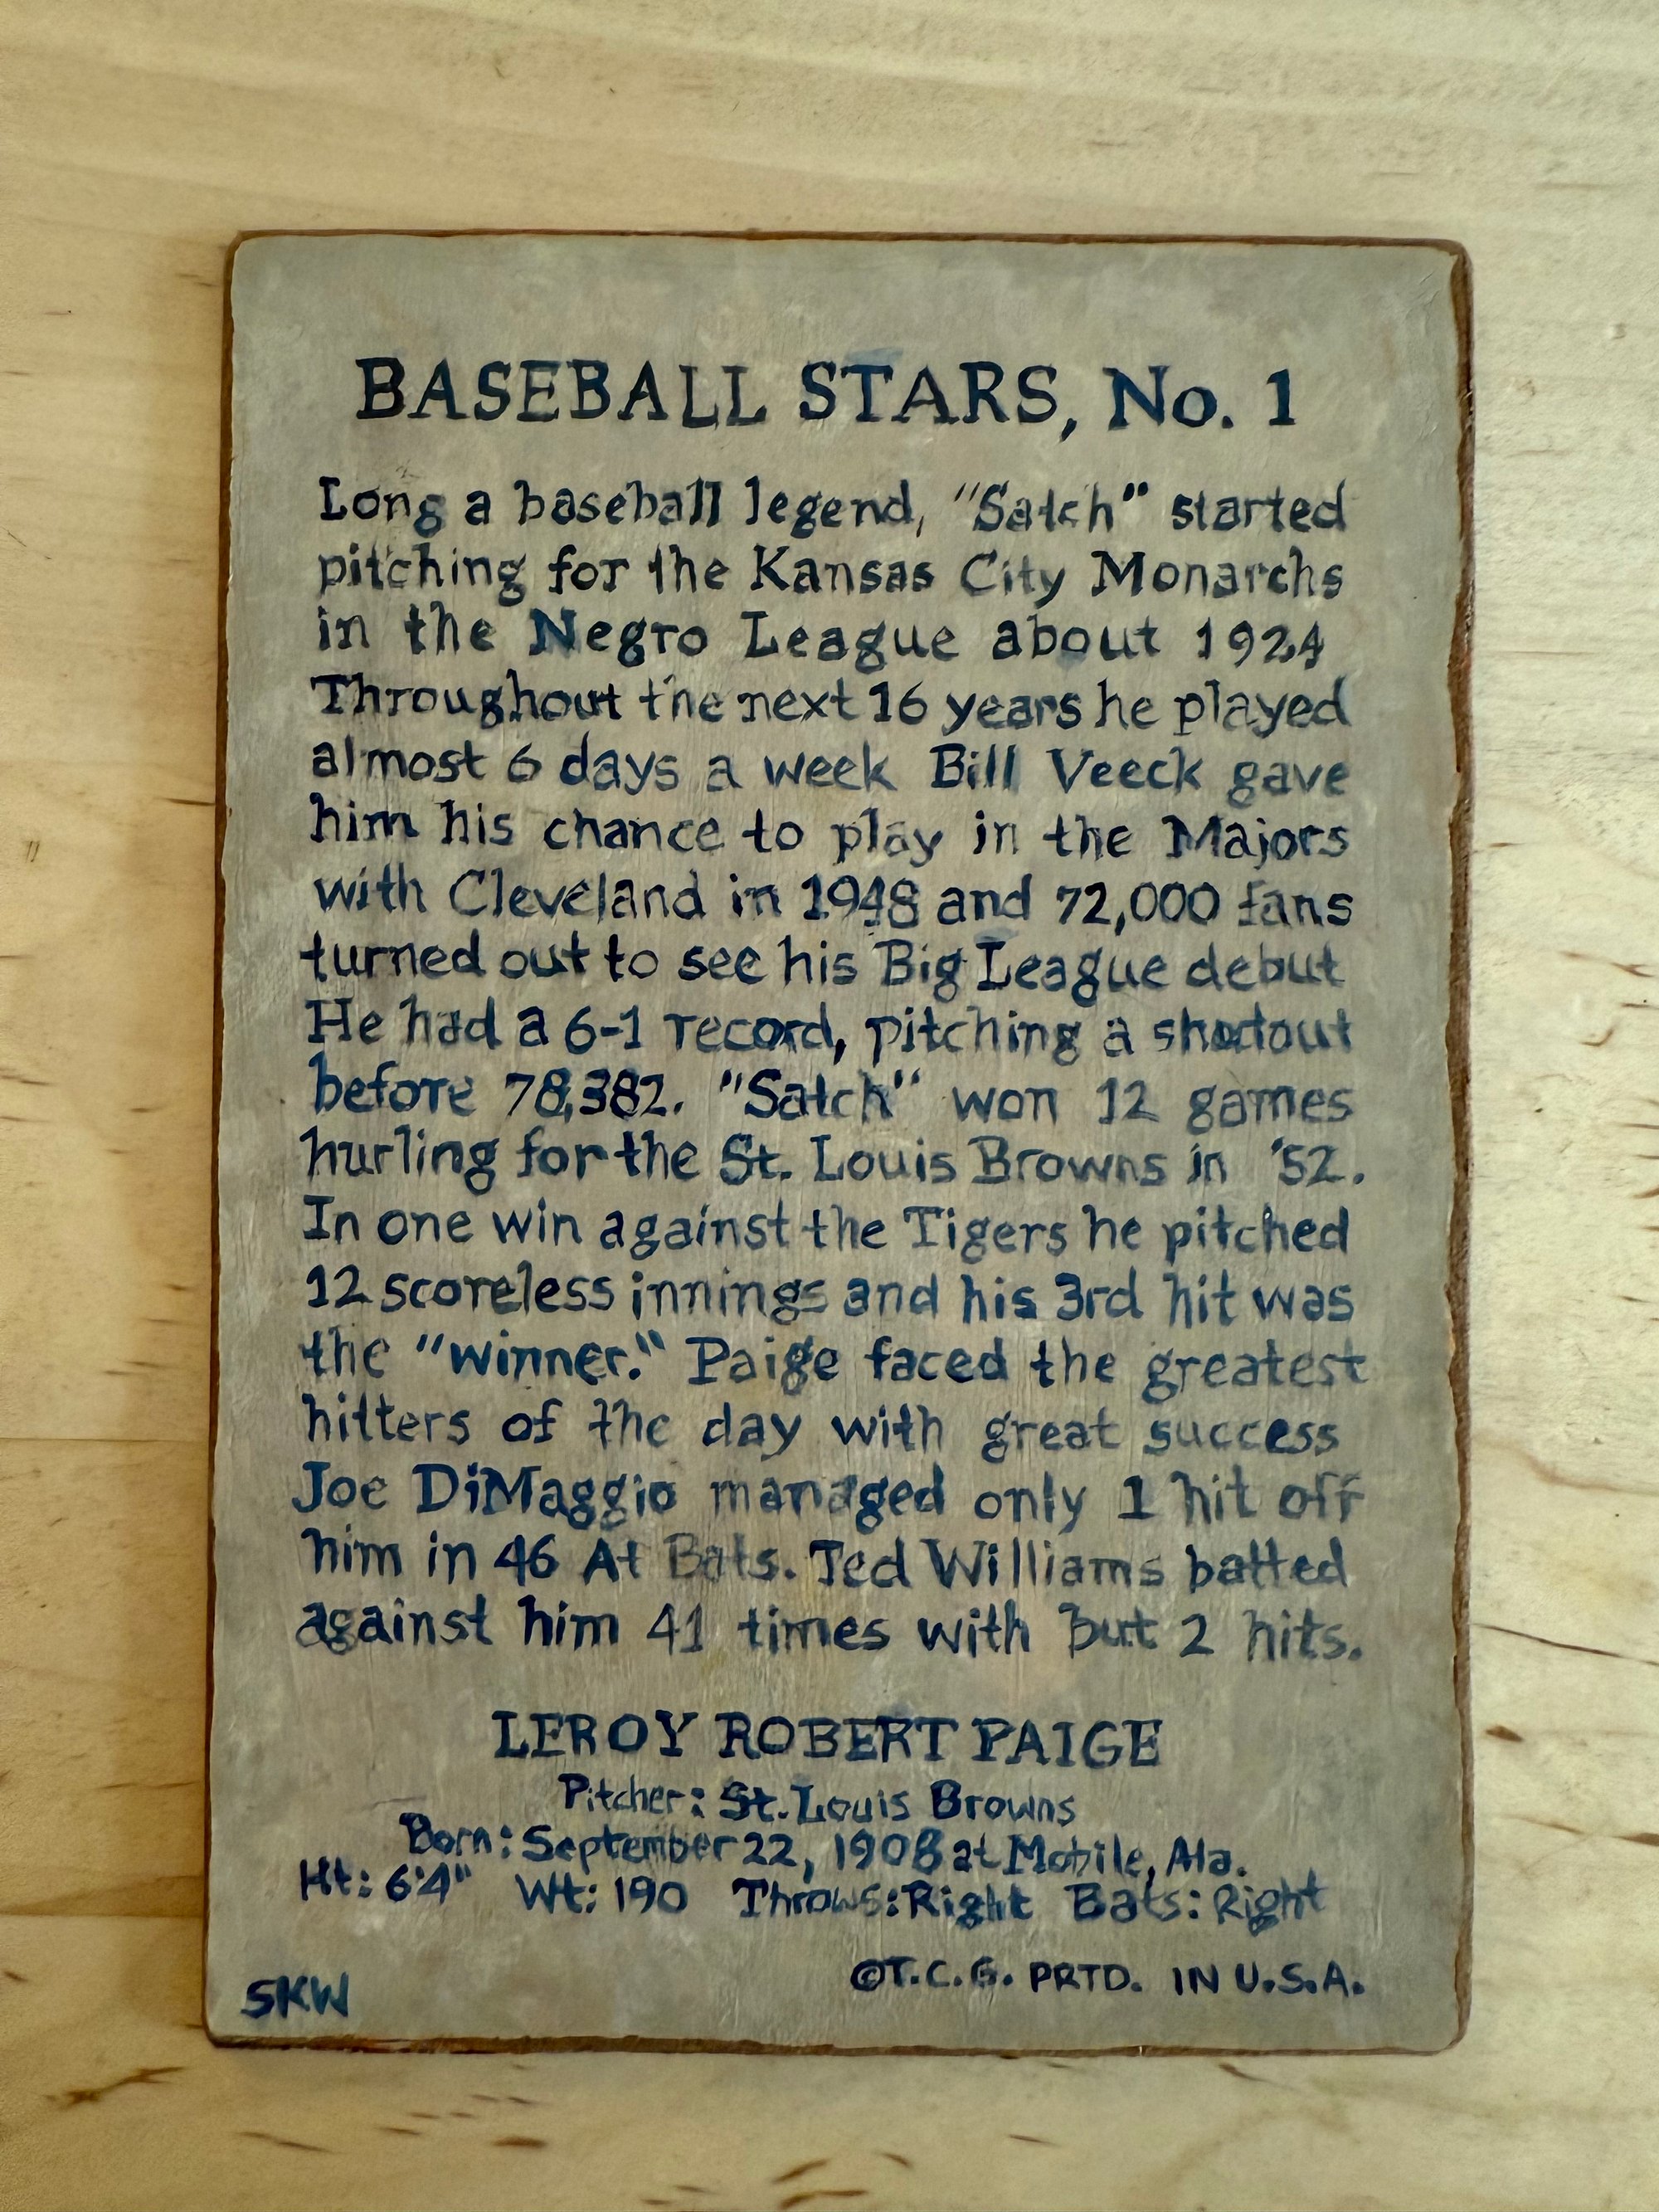 BASEBALL STARS, No. 1
Long a baseball legend, "Satch" started
pitching for the Kansas City Monarchs
in the Negro League about 1924
Throughout the next 16 years he played
almost 6 days a week Bill Veeck gave
him his chance to play in the Majors
with Cleveland in 1948 and 72,000 fans
turned out to see his Big League debut
He had a 6-1 record, pitching a shutout
before 78,382. "Satch" won 12 games
hurling for the St. Louis Browns in '52.
In one win against the Tigers he pitched
12 scoreless innings and his 3rd hit was
the "winner." Paige faced the greatest
hitters of the day with great success
Joe DiMaggio managed only 1 hit off
him in 46 At Bats. Ted Williams batted
against him 41 times with but 2 hits.
LEROY ROBERT PAIGE
Pitcher: St. Louis Browns
Born: September 22, 1908 at Mobile, Ala.
Ht: 6'4" Wt: 190 Throws: Right Bats: Right
©T.C.G. PRTD. IN U.S.A.
SKW